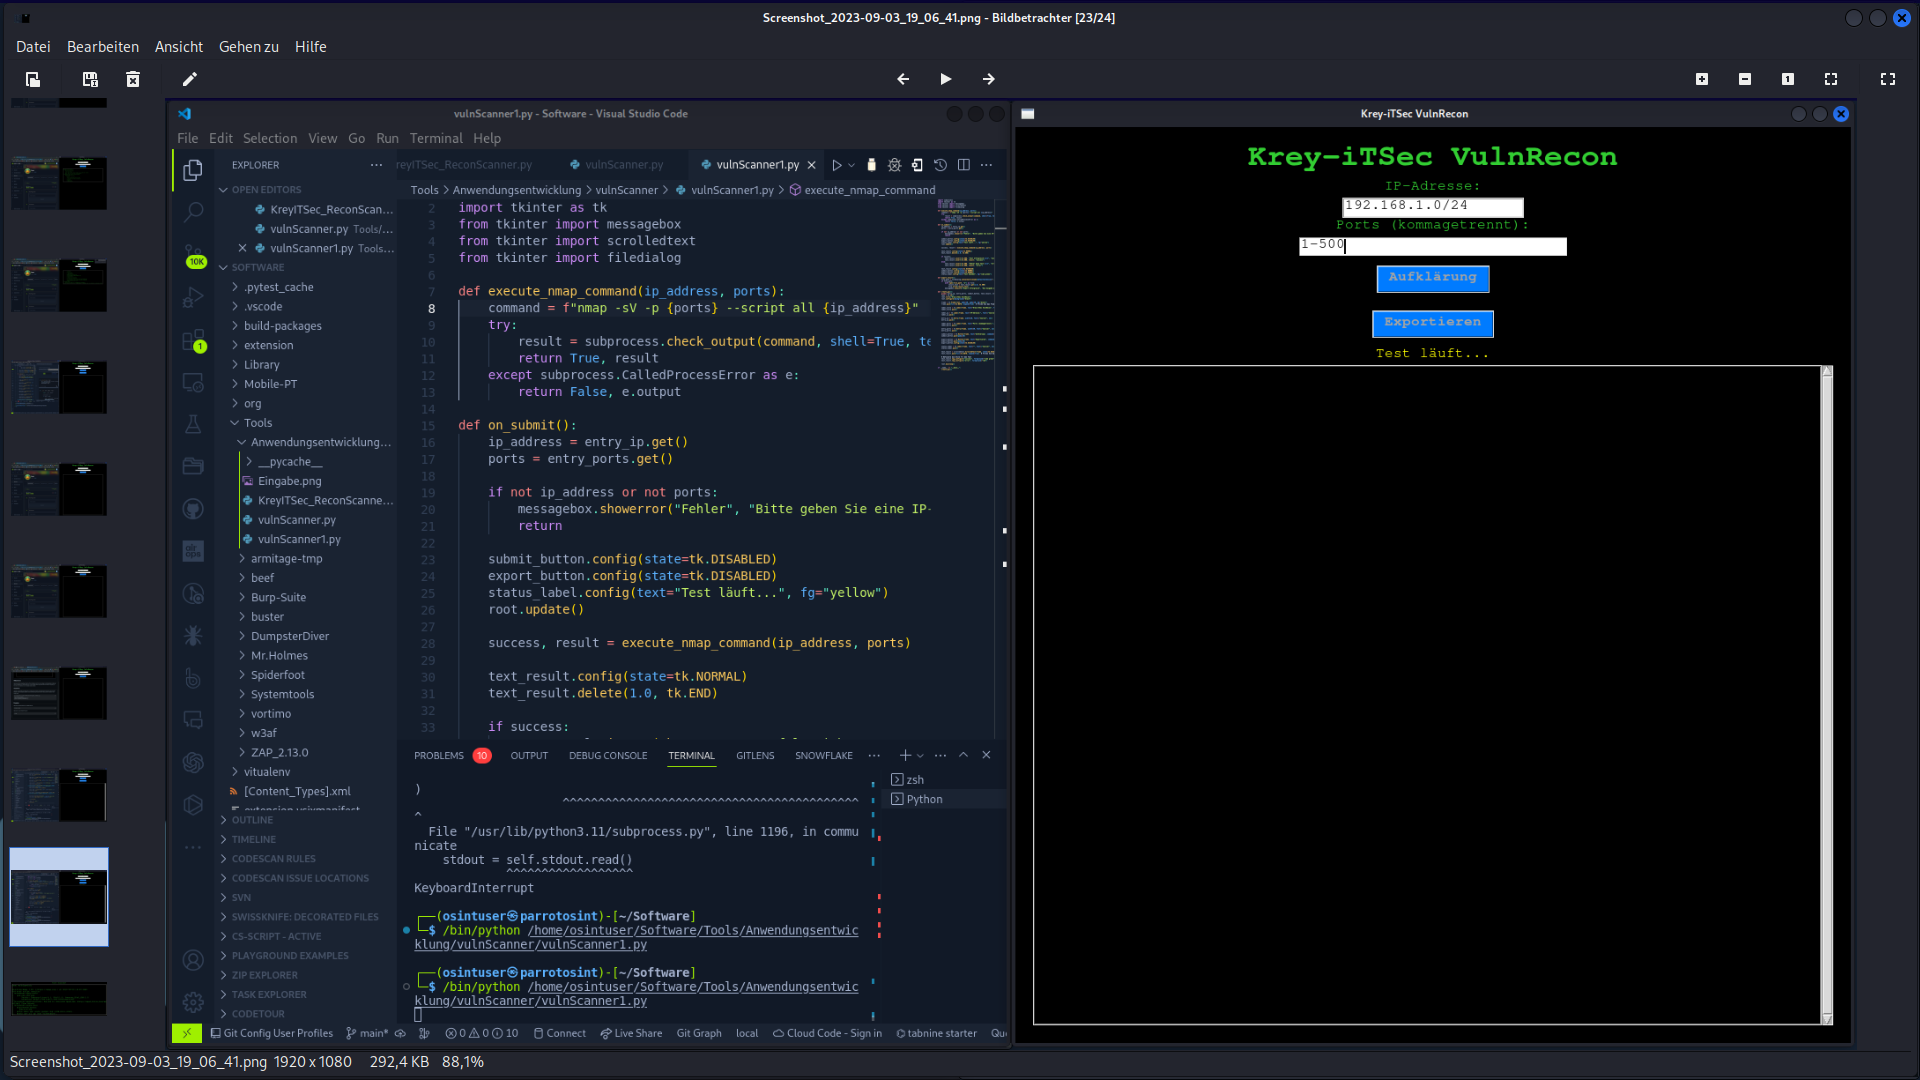 Screenshot_2023-09-03_19_06_41.png - Bildbetrachter [23/24]
Datei Bearbeiten Ansicht Gehen zu Hilfe
vulnScanner1.py - Software - Visual Studio Code
File Edit Selection View Go Run Terminal Help
EXPLORER
OPEN EDITORS
KreyITSec_ReconScan...
vulnScanner.py Tools/...
vulnScanner1.py Tools...
10K
1
SOFTWARE
.pytest_cache
.vscode
build-packages
extension
Library
Mobile-PT
org
Tools
Anwendungsentwicklung...
__pycache__
Eingabe.png
KreyITSec_ReconScanne...
vulnScanner.py
vulnScanner1.py
armitage-tmp
beef
Burp-Suite
buster
DumpsterDiver
Mr.Holmes
Spiderfoot
Systemtools
vortimo
w3af
ZAP_2.13.0
vitualenv
[Content_Types].xml
extension.vsixmanifest
OUTLINE
TIMELINE
CODESCAN RULES
CODESCAN ISSUE LOCATIONS
SVN
SWISSKNIFE: DECORATED FILES
CS-SCRIPT - ACTIVE
PLAYGROUND EXAMPLES
ZIP EXPLORER
TASK EXPLORER
CODETOUR
reyITSec_ReconScanner.py vulnScanner.py vulnScanner1.py
Tools > Anwendungsentwicklung > vulnScanner > vulnScanner1.py > execute_nmap_command
2 import tkinter as tk
3 from tkinter import messagebox
4 from tkinter import scrolledtext
5 from tkinter import filedialog
6
7 def execute_nmap_command(ip_address, ports):
8 command = f"nmap -sV -p {ports} --script all {ip_address}"
9 try:
10 result = subprocess.check_output(command, shell=True, te
11 return True, result
12 except subprocess.CalledProcessError as e:
13 return False, e.output
14
15 def on_submit():
16 ip_address = entry_ip.get()
17 ports = entry_ports.get()
18
19 if not ip_address or not ports:
20 messagebox.showerror("Fehler", "Bitte geben Sie eine IP-
21 return
22
23 submit_button.config(state=tk.DISABLED)
24 export_button.config(state=tk.DISABLED)
25 status_label.config(text="Test läuft...", fg="yellow")
26 root.update()
27
28 success, result = execute_nmap_command(ip_address, ports)
29
30 text_result.config(state=tk.NORMAL)
31 text_result.delete(1.0, tk.END)
32
33 if success:
PROBLEMS 10 OUTPUT DEBUG CONSOLE TERMINAL GITLENS SNOWFLAKE
zsh
Python
)
^^^^^^^^^^^^^^^^^^^^^^^^^^^^^^^^^^^^^^^
^
File "/usr/lib/python3.11/subprocess.py", line 1196, in commu
nicate
stdout = self.stdout.read()
^^^^^^^^^^^^^^^^^^
KeyboardInterrupt
┌──(osintuser㉿parrotosint)-[~/Software]
└─$ /bin/python /home/osintuser/Software/Tools/Anwendungsentwic
klung/vulnScanner/vulnScanner1.py
┌──(osintuser㉿parrotosint)-[~/Software]
└─$ /bin/python /home/osintuser/Software/Tools/Anwendungsentwic
klung/vulnScanner/vulnScanner1.py
Git Config User Profiles main* 0 0 10 Connect Live Share Git Graph local Cloud Code - Sign in tabnine starter Qu
Krey-iTSec VulnRecon
Krey-iTSec VulnRecon
IP-Adresse:
192.168.1.0/24
Ports (kommagetrennt):
1-500
Aufklärung
Exportieren
Test läuft...
Screenshot_2023-09-03_19_06_41.png 1920 x 1080 292,4 KB 88,1%